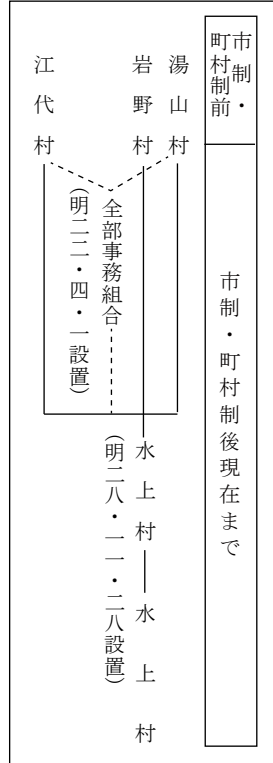 市制・
町村制前
市制・町村制後現在まで
湯山村
岩野村
江代村
全部事務組合
(明二二・四・一設置)
水上村
(明二八・一一・二八設置)
水上村